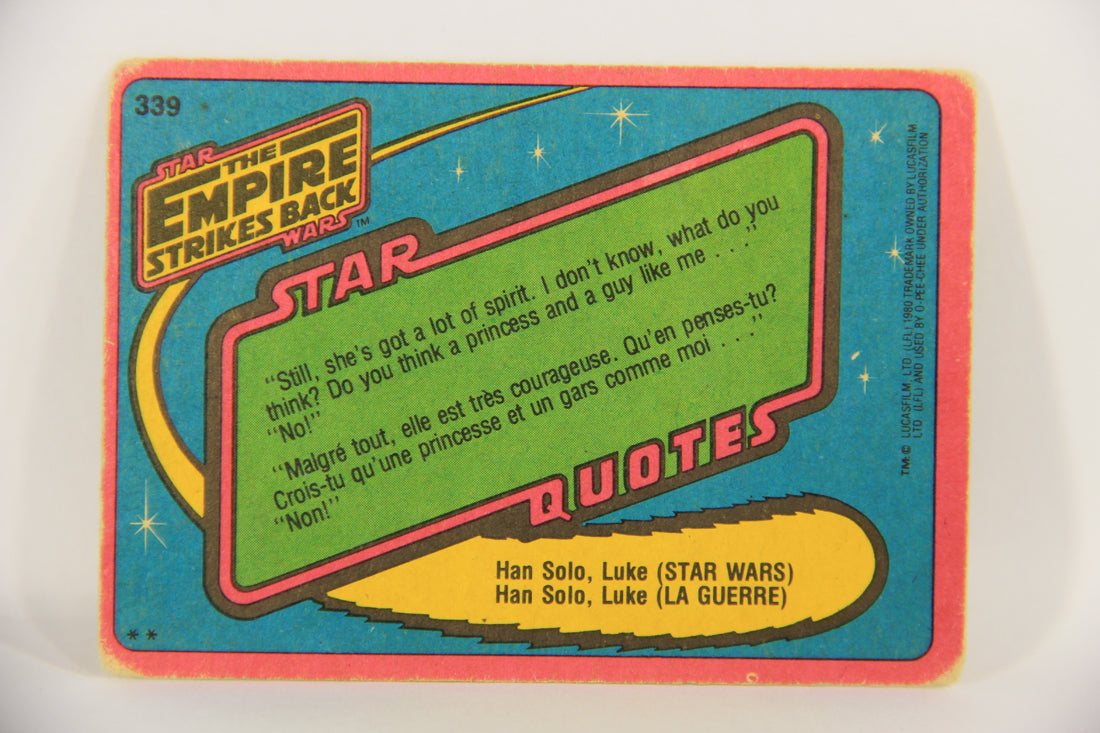 339
STAR
THE
EMPIRE
STRIKES BACK
WARS™
STAR
“Still, she's got a lot of spirit. I don't know, what do you
think? Do you think a princess and a guy like me . . .”
“No!”
“Malgré tout, elle est très courageuse. Qu'en penses-tu?
Crois-tu qu'une princesse et un gars comme moi . . .”
“Non!”
QUOTES
Han Solo, Luke (STAR WARS)
Han Solo, Luke (LA GUERRE)
**
TM: © LUCASFILM, LTD. (LFL) 1980 TRADEMARK OWNED BY LUCASFILM
LTD. (LFL) AND USED BY O-PEE-CHEE UNDER AUTHORIZATION